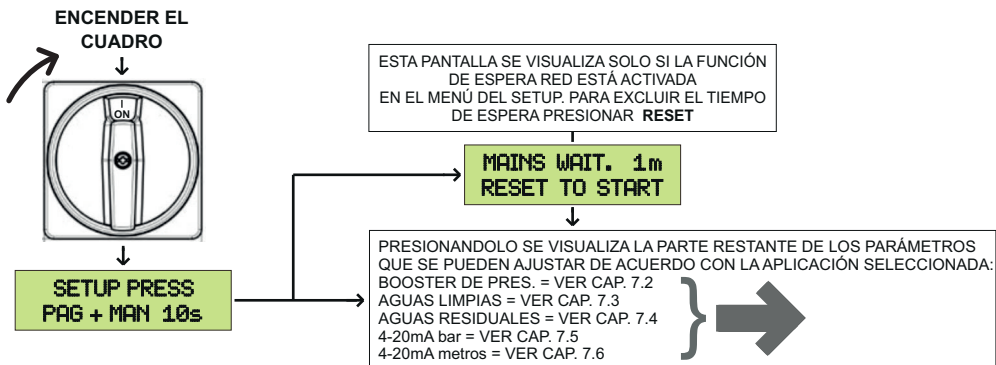 ENCENDER EL
CUADRO
I
ON
SETUP PRESS
PAG + MAN 10s
ESTA PANTALLA SE VISUALIZA SOLO SI LA FUNCIÓN
DE ESPERA RED ESTÁ ACTIVADA
EN EL MENÚ DEL SETUP. PARA EXCLUIR EL TIEMPO
DE ESPERA PRESIONAR RESET
MAINS WAIT. 1m
RESET TO START
PRESIONANDOLO SE VISUALIZA LA PARTE RESTANTE DE LOS PARÁMETROS
QUE SE PUEDEN AJUSTAR DE ACUERDO CON LA APLICACIÓN SELECCIONADA:
BOOSTER DE PRES. = VER CAP. 7.2
AGUAS LIMPIAS = VER CAP. 7.3
AGUAS RESIDUALES = VER CAP. 7.4
4-20mA bar = VER CAP. 7.5
4-20mA metros = VER CAP. 7.6